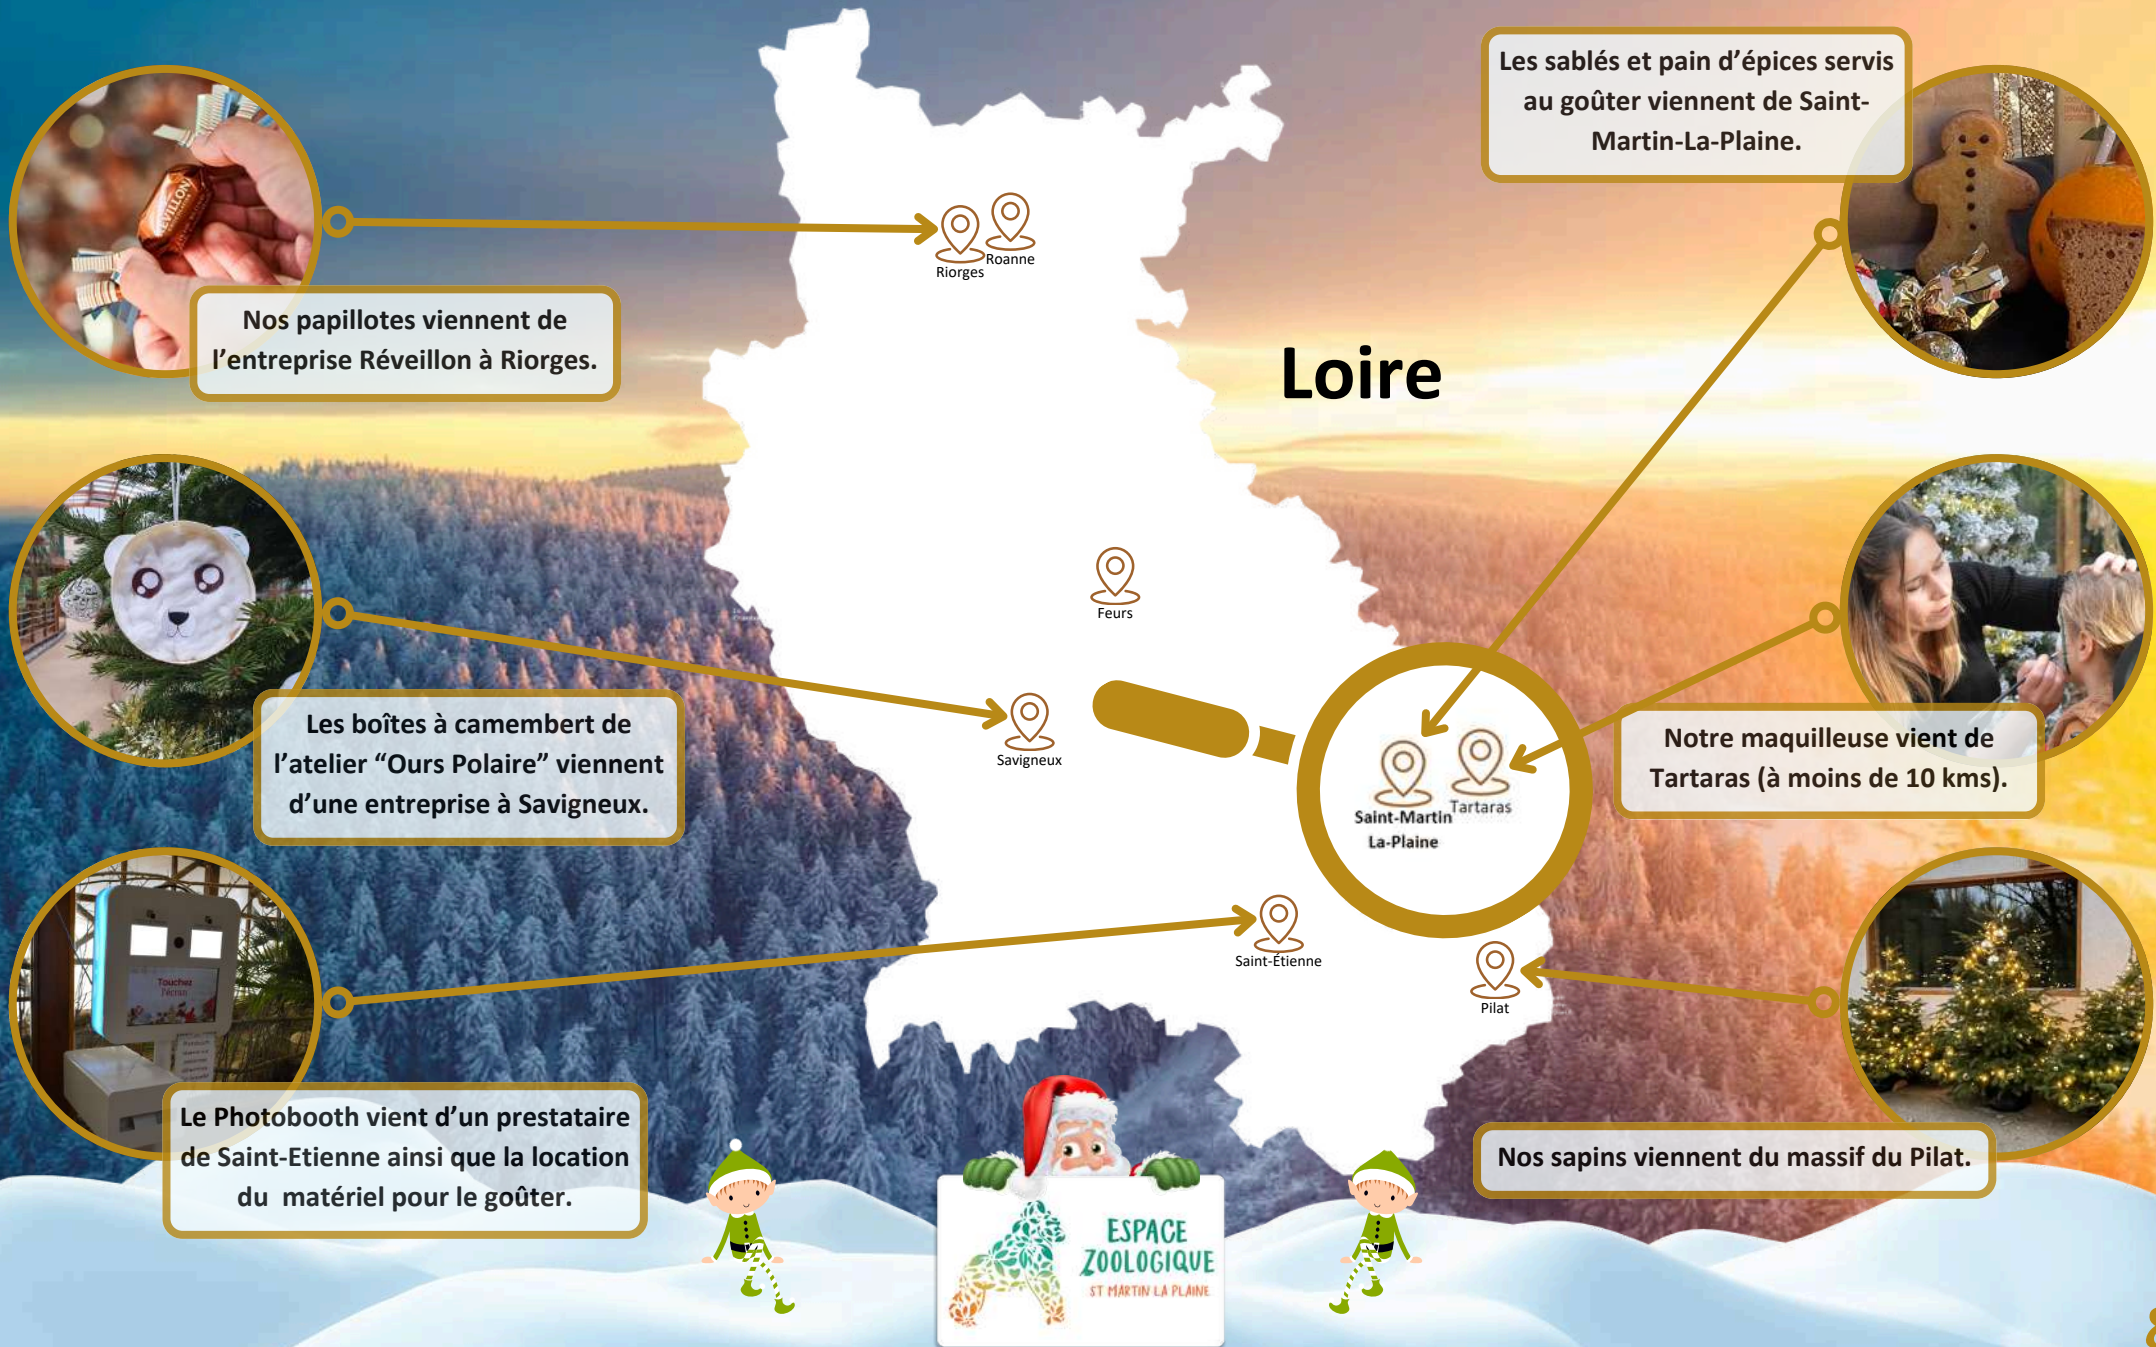 Les sablés et pain d’épices servis
au goûter viennent de Saint-
Martin-La-Plaine.
Riorges
Roanne
Nos papillotes viennent de
l’entreprise Réveillon à Riorges.
Loire
Feurs
Les boîtes à camembert de
l’atelier “Ours Polaire” viennent
d’une entreprise à Savigneux.
Savigneux
Notre maquilleuse vient de
Tartaras (à moins de 10 kms).
Saint-Martin
La-Plaine
Tartaras
Saint-Étienne
Pilat
Touchez
l'écran
Le Photobooth vient d’un prestataire
de Saint-Etienne ainsi que la location
du matériel pour le goûter.
Nos sapins viennent du massif du Pilat.
ESPACE
ZOOLOGIQUE
ST MARTIN LA PLAINE